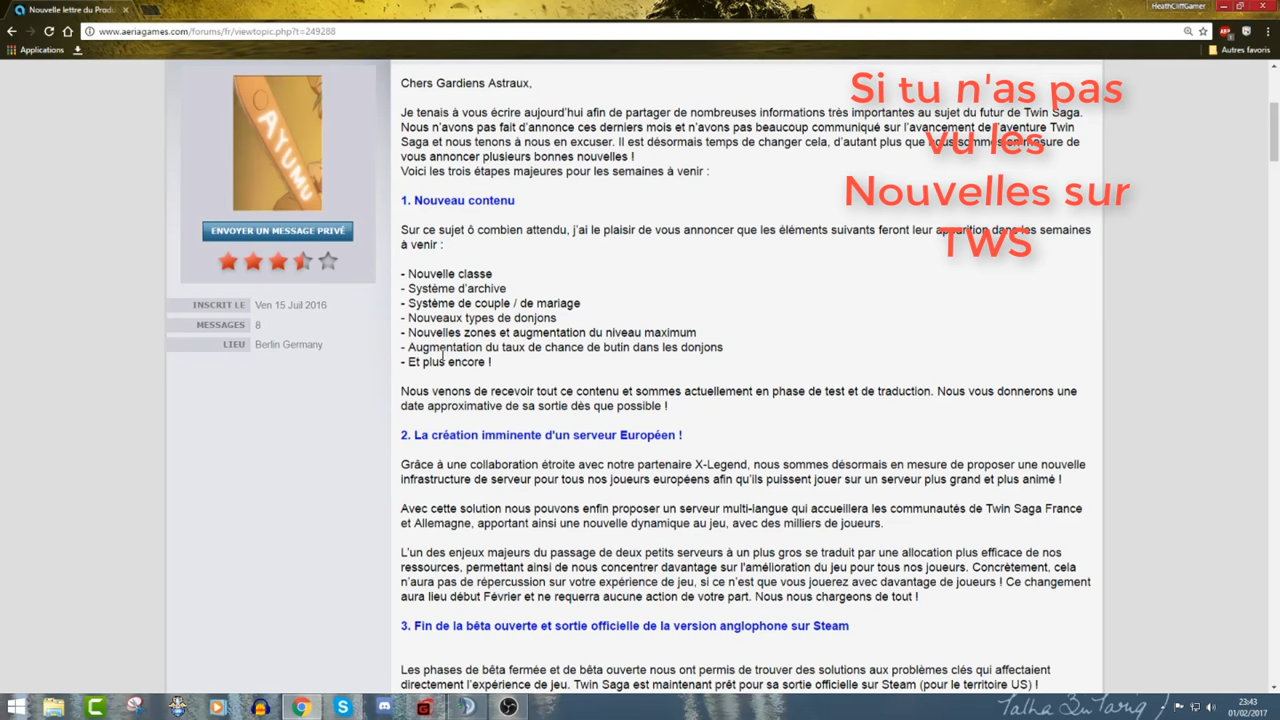 Nouvelle lettre du Produ
HeathCliffGamer
www.aeriagames.com/forums/fr/viewtopic.php?t=249288
Applications
Autres favoris
AYUMU
ENVOYER UN MESSAGE PRIVÉ
INSCRIT LE Ven 15 Juil 2016
MESSAGES 8
LIEU Berlin Germany
Chers Gardiens Astraux,
Je tenais à vous écrire aujourd'hui afin de partager de nombreuses informations très importantes au sujet du futur de Twin Saga.
Nous n'avons pas fait d'annonce ces derniers mois et n'avons pas beaucoup communiqué sur l'avancement de l'aventure Twin
Saga et nous tenons à nous en excuser. Il est désormais temps de changer cela, d'autant plus que nous sommes en mesure de
vous annoncer plusieurs bonnes nouvelles !
Voici les trois étapes majeures pour les semaines à venir :
1. Nouveau contenu
Sur ce sujet ô combien attendu, j'ai le plaisir de vous annoncer que les éléments suivants feront leur apparition dans les semaines
à venir :
- Nouvelle classe
- Système d'archive
- Système de couple / de mariage
- Nouveaux types de donjons
- Nouvelles zones et augmentation du niveau maximum
- Augmentation du taux de chance de butin dans les donjons
- Et plus encore !
Nous venons de recevoir tout ce contenu et sommes actuellement en phase de test et de traduction. Nous vous donnerons une
date approximative de sa sortie dès que possible !
2. La création imminente d'un serveur Européen !
Grâce à une collaboration étroite avec notre partenaire X-Legend, nous sommes désormais en mesure de proposer une nouvelle
infrastructure de serveur pour tous nos joueurs européens afin qu'ils puissent jouer sur un serveur plus grand et plus animé !
Avec cette solution nous pouvons enfin proposer un serveur multi-langue qui accueillera les communautés de Twin Saga France
et Allemagne, apportant ainsi une nouvelle dynamique au jeu, avec des milliers de joueurs.
L'un des enjeux majeurs du passage de deux petits serveurs à un plus gros se traduit par une allocation plus efficace de nos
ressources, permettant ainsi de nous concentrer davantage sur l'amélioration du jeu pour tous nos joueurs. Concrètement, cela
n'aura pas de répercussion sur votre expérience de jeu, si ce n'est que vous jouerez avec davantage de joueurs ! Ce changement
aura lieu début Février et ne requerra aucune action de votre part. Nous nous chargeons de tout !
3. Fin de la bêta ouverte et sortie officielle de la version anglophone sur Steam
Les phases de bêta fermée et de bêta ouverte nous ont permis de trouver des solutions aux problèmes clés qui affectaient
directement l'expérience de jeu. Twin Saga est maintenant prêt pour sa sortie officielle sur Steam (pour le territoire US) !
Si tu n'as pas
vu les
Nouvelles sur
TWS
23:43
01/02/2017